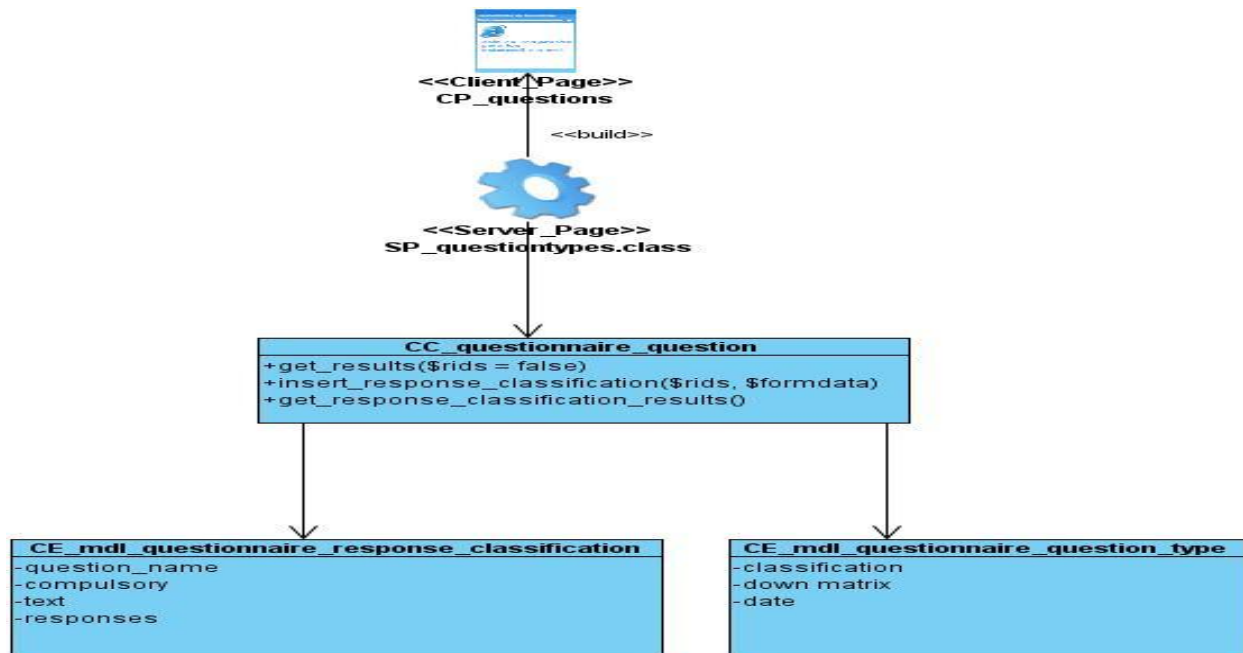 <<Client_Page>>
CP_questions
<<build>>
<<Server_Page>>
SP_questiontypes.class
CC_questionnaire_question
+get_results($rids = false)
+insert_response_classification($rids, $formdata)
+get_response_classification_results()
CE_mdl_questionnaire_response_classification
-question_name
-compulsory
-text
-responses
CE_mdl_questionnaire_question_type
-classification
-down matrix
-date